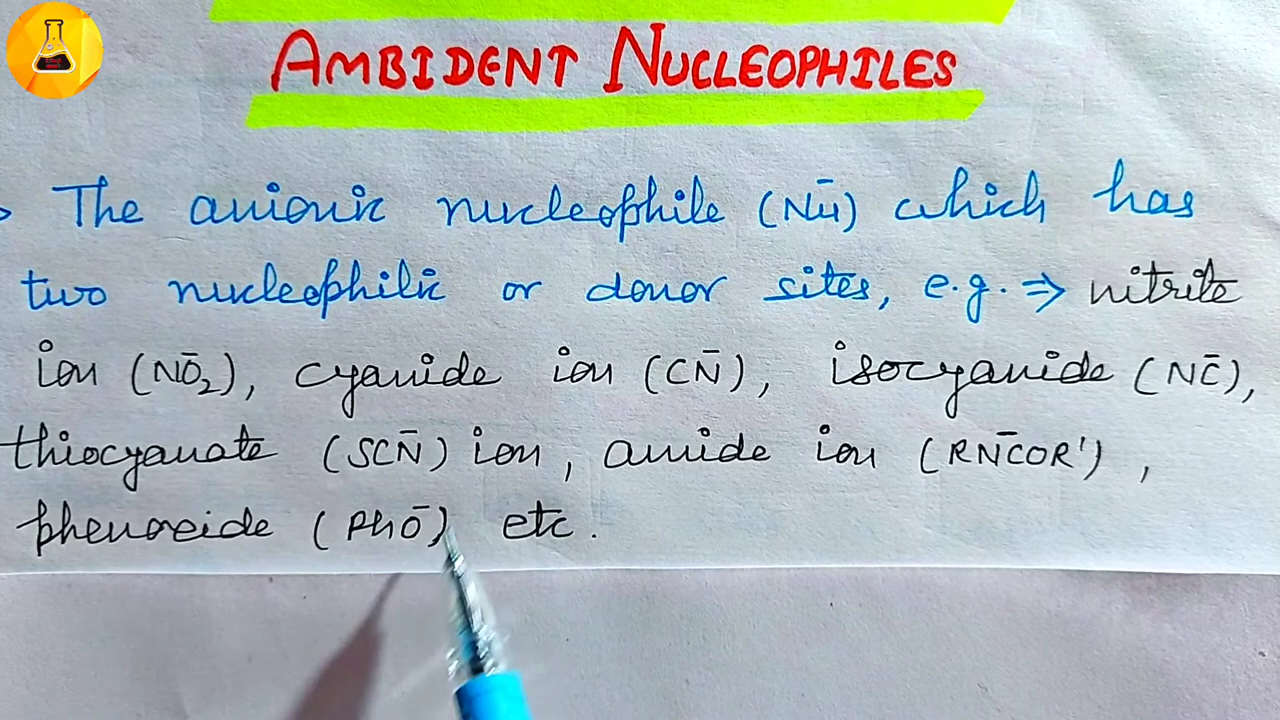 AMBIDENT NUCLEOPHILES
The anionic nucleophile (Nū) which has
two nucleophilic or donor sites, e.g. ⇒ nitrite
ion (NŌ₂), cyanide ion (CN̄), isocyanide (NC̄),
thiocyanate (SCN̄) ion, amide ion (RN̄COR'),
phenoxide (PhŌ) etc.